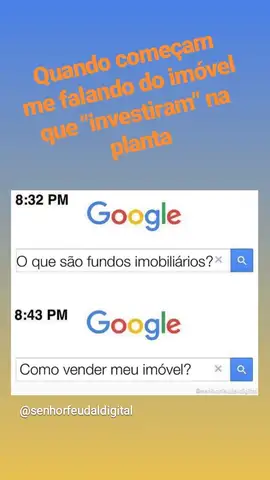 Quando começam
me falando do imóvel
que "investiram" na
planta
8:32 PM
Google
O que são fundos imobiliários?
8:43 PM
Google
Como vender meu imóvel?
@senhorfeudaldigital
@senhorfeudaldigital